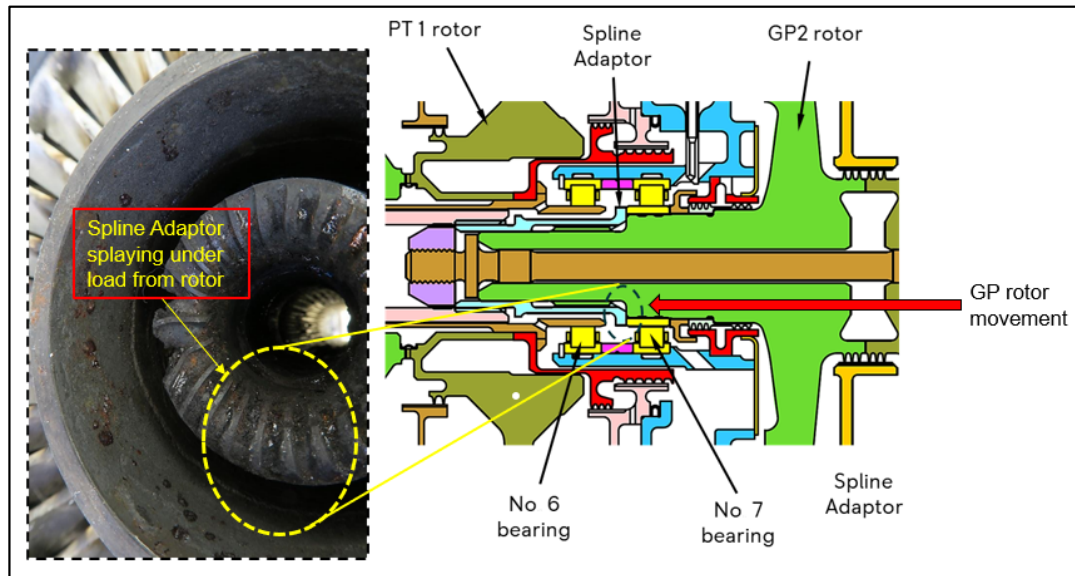 PT 1 rotor
Spline
Adaptor
GP2 rotor
Spline Adaptor
splaying under
load from rotor
GP rotor
movement
No 6
bearing
No 7
bearing
Spline
Adaptor